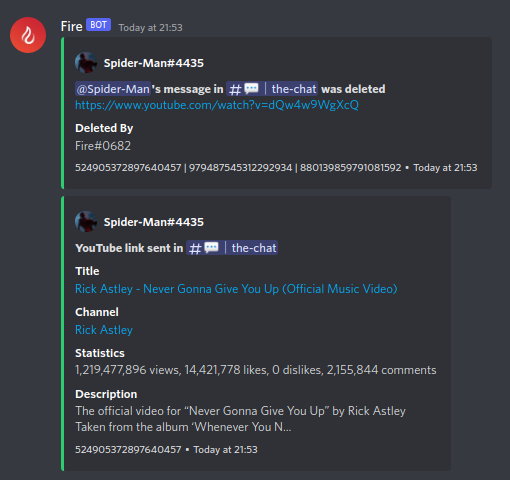 Fire BOT Today at 21:53
Spider-Man#4435
@Spider-Man's message in #💬 | the-chat was deleted
https://www.youtube.com/watch?v=dQw4w9WgXcQ
Deleted By
Fire#0682
524905372897640457 | 979487545312292934 | 880139859791081592 • Today at 21:53
Spider-Man#4435
YouTube link sent in #💬 | the-chat
Title
Rick Astley - Never Gonna Give You Up (Official Music Video)
Channel
Rick Astley
Statistics
1,219,477,896 views, 14,421,778 likes, 0 dislikes, 2,155,844 comments
Description
The official video for “Never Gonna Give You Up” by Rick Astley
Taken from the album ‘Whenever You N...
524905372897640457 • Today at 21:53